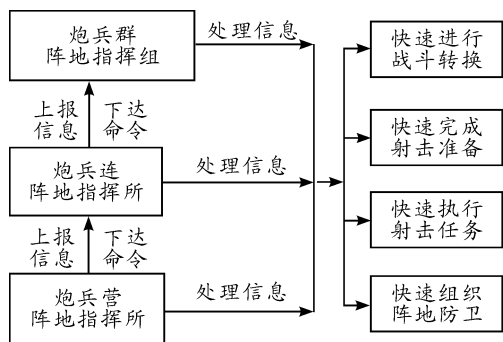 炮兵群
阵地指挥组
处理信息
上报
信息
下达
命令
炮兵连
阵地指挥所
处理信息
上报
信息
下达
命令
炮兵营
阵地指挥所
处理信息
快速进行
战斗转换
快速完成
射击准备
快速执行
射击任务
快速组织
阵地防卫